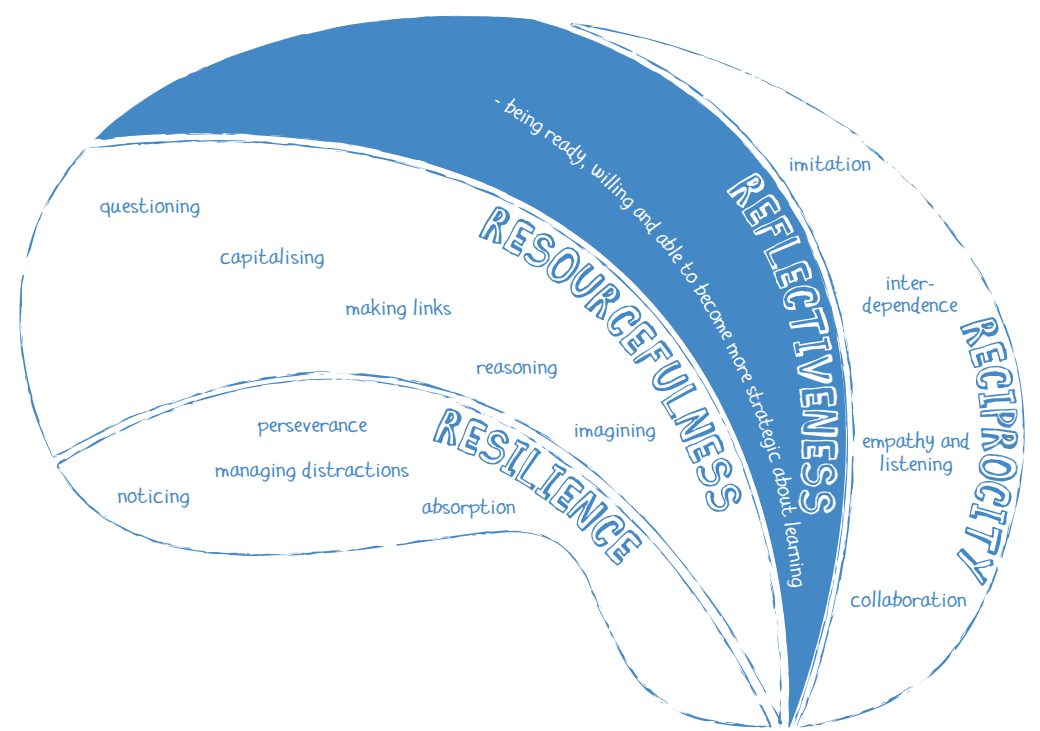 - being ready, willing and able to become more strategic about learning
REFLECTIVENESS
questioning
capitalising
making links
reasoning
imagining
RESOURCEFULNESS
perseverance
managing distractions
noticing
absorption
RESILIENCE
imitation
inter-
dependence
empathy and
listening
collaboration
RECIPROCITY